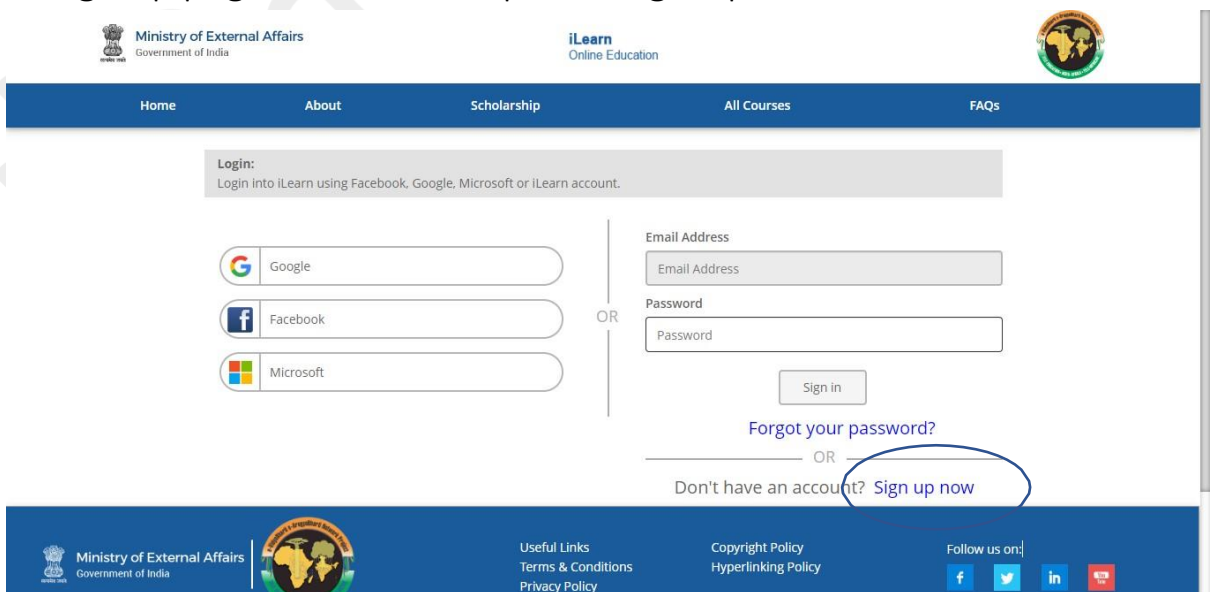 Ministry of External Affairs
Government of India
iLearn
Online Education
Home About Scholarship All Courses FAQs
Login:
Login into iLearn using Facebook, Google, Microsoft or iLearn account.
Google
Facebook
Microsoft
OR
Email Address
Email Address
Password
Password
Sign in
Forgot your password?
OR
Don't have an account? Sign up now
Ministry of External Affairs
Government of India
Useful Links
Terms & Conditions
Privacy Policy
Copyright Policy
Hyperlinking Policy
Follow us on: